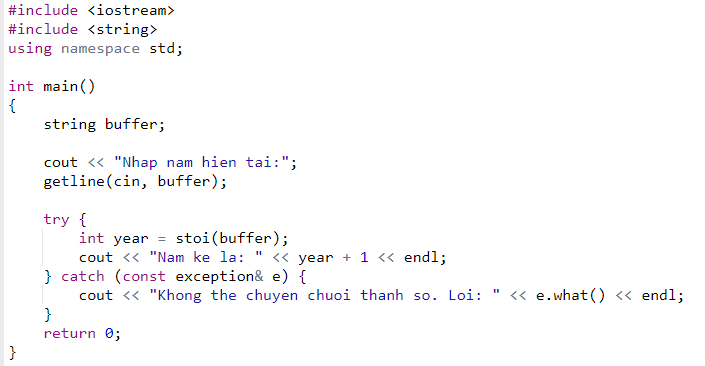 #include <iostream>
#include <string>
using namespace std;

int main()
{
    string buffer;

    cout << "Nhap nam hien tai:";
    getline(cin, buffer);

    try {
        int year = stoi(buffer);
        cout << "Nam ke la: " << year + 1 << endl;
    } catch (const exception& e) {
        cout << "Khong the chuyen chuoi thanh so. Loi: " << e.what() << endl;
    }
    return 0;
}